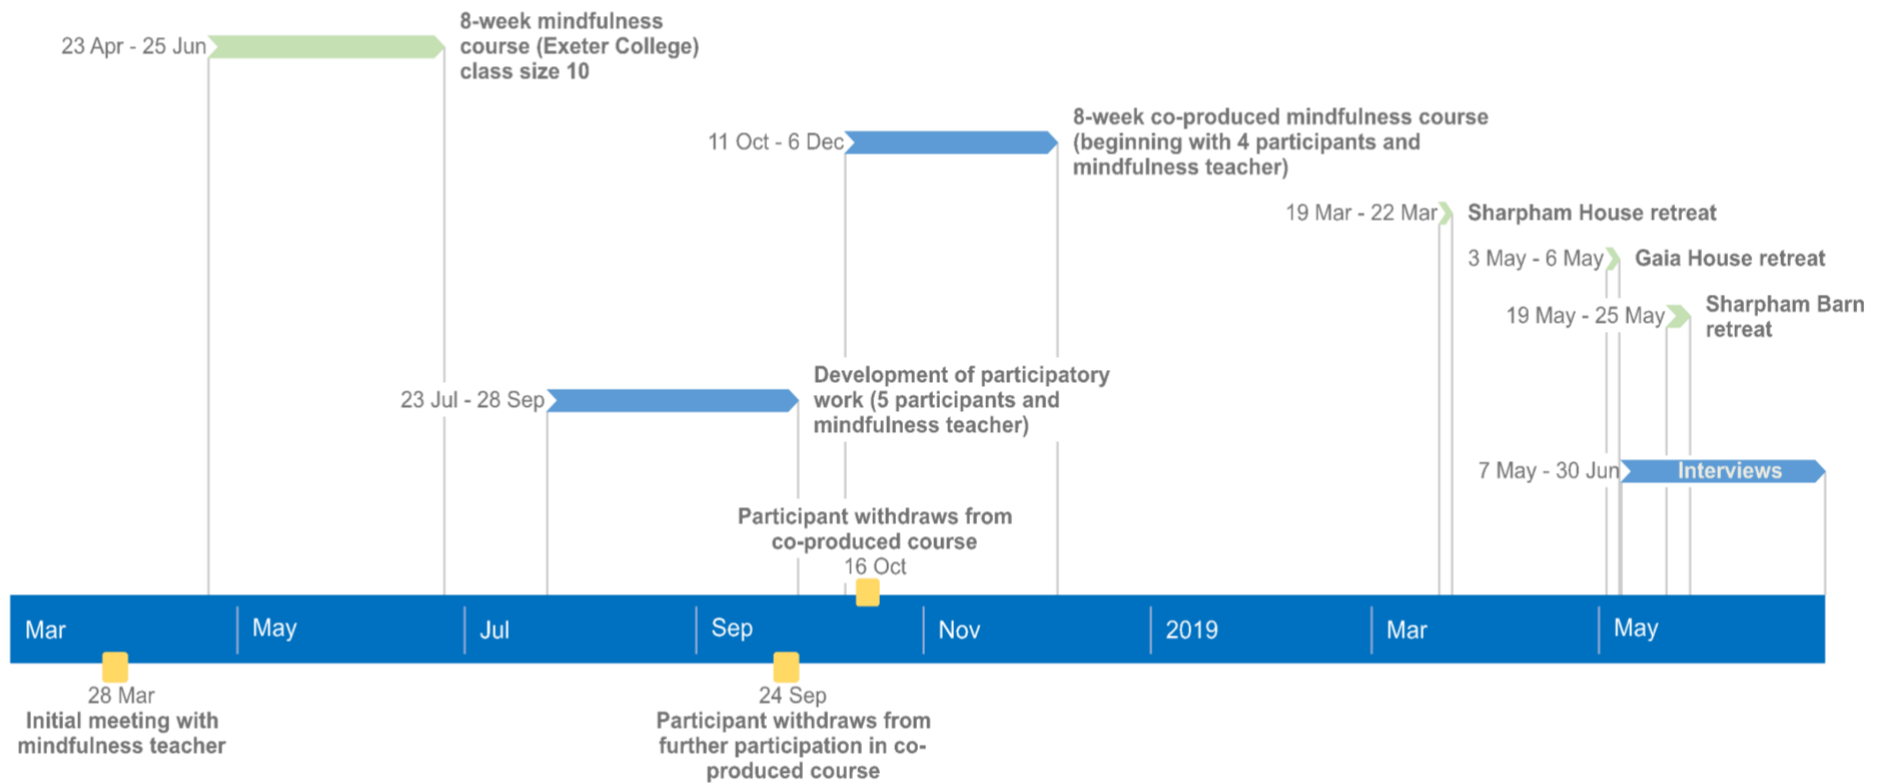 23 Apr - 25 Jun
8-week mindfulness
course (Exeter College)
class size 10
11 Oct - 6 Dec
8-week co-produced mindfulness course
(beginning with 4 participants and
mindfulness teacher)
19 Mar - 22 Mar
Sharpham House retreat
3 May - 6 May
Gaia House retreat
19 May - 25 May
Sharpham Barn
retreat
23 Jul - 28 Sep
Development of participatory
work (5 participants and
mindfulness teacher)
7 May - 30 Jun
Interviews
Participant withdraws from
co-produced course
16 Oct
Mar
May
Jul
Sep
Nov
2019
Mar
May
28 Mar
Initial meeting with
mindfulness teacher
24 Sep
Participant withdraws from
further participation in co-
produced course